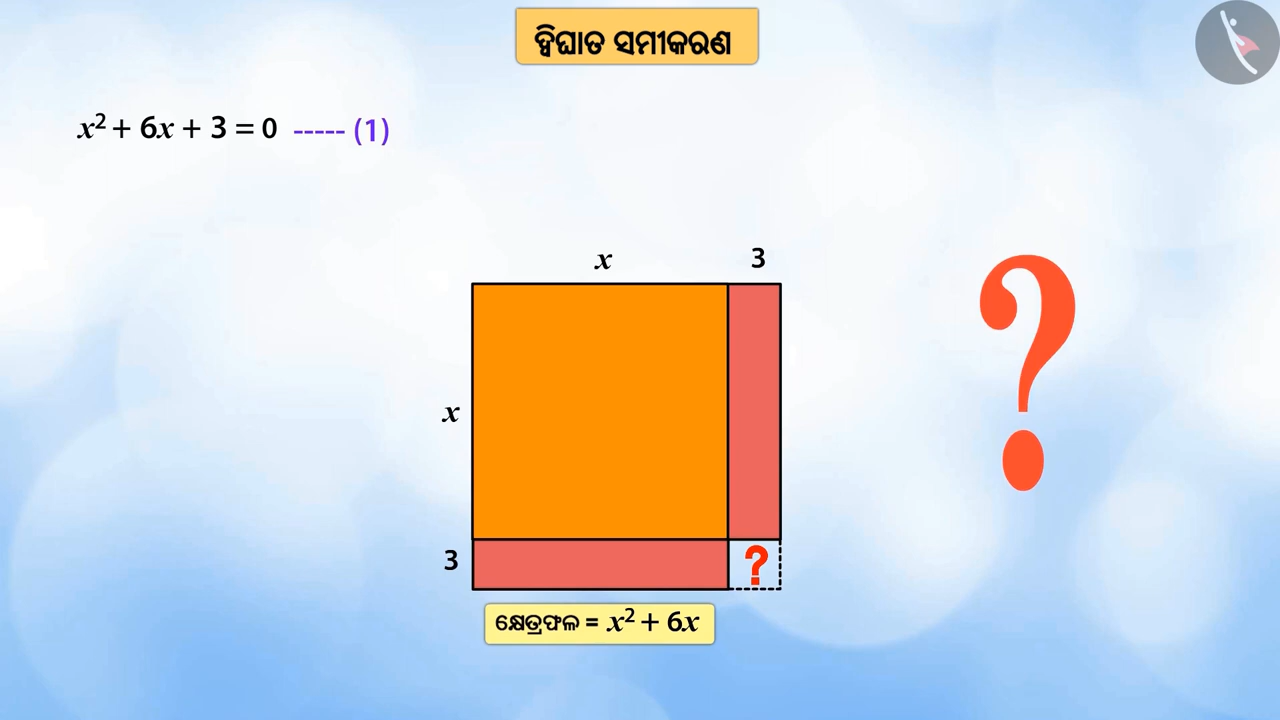 ଦ୍ୱିଘାତ ସମୀକରଣ
x² + 6x + 3 = 0 ----- (1)
x 3
x
3 ?
?
କ୍ଷେତ୍ରଫଳ = x² + 6x